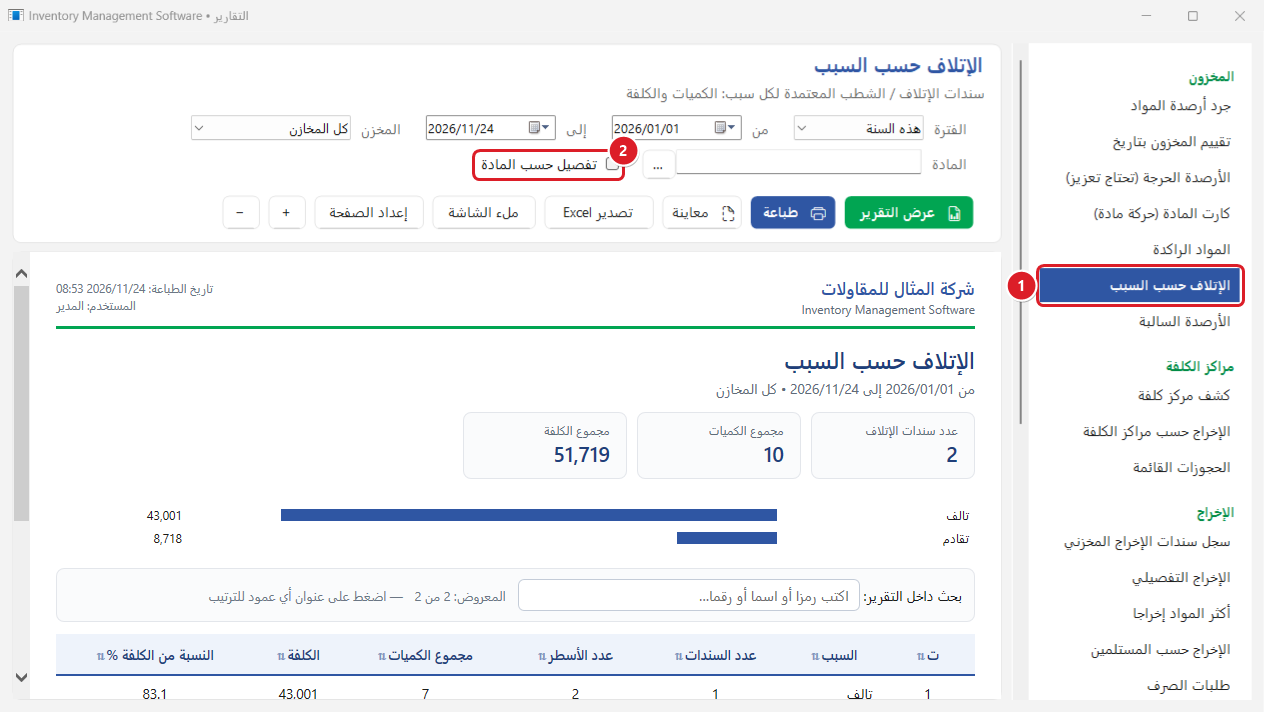 Inventory Management Software • التقارير
المخزون
جرد أرصدة المواد
تقييم المخزون بتاريخ
الأرصدة الحرجة (تحتاج تعزيز)
كارت المادة (حركة مادة)
المواد الراكدة
1
الإتلاف حسب السبب
الأرصدة السالبة
مراكز الكلفة
كشف مركز كلفة
الإخراج حسب مراكز الكلفة
الحجوزات القائمة
الإخراج
سجل سندات الإخراج المخزني
الإخراج التفصيلي
أكثر المواد إخراجا
الإخراج حسب المستلمين
طلبات الصرف
الإتلاف حسب السبب
سندات الإتلاف / الشطب المعتمدة لكل سبب: الكميات والكلفة
الفترة هذه السنة من 2026/01/01 إلى 2026/11/24 المخزن كل المخازن
المادة ... تفصيل حسب المادة 2
عرض التقرير طباعة معاينة تصدير Excel ملء الشاشة إعداد الصفحة + −
شركة المثال للمقاولات
Inventory Management Software
تاريخ الطباعة: 2026/11/24 08:53
المستخدم: المدير
الإتلاف حسب السبب
من 2026/01/01 إلى 2026/11/24 • كل المخازن
عدد سندات الإتلاف مجموع الكميات مجموع الكلفة
2 10 51,719
تالف 43,001
تقادم 8,718
بحث داخل التقرير: اكتب رمزا أو اسما أو رقما... المعروض: 2 من 2 — اضغط على عنوان أي عمود للترتيب
ت السبب عدد السندات عدد الأسطر مجموع الكميات الكلفة النسبة من الكلفة %
1 تالف 1 2 7 43,001 83.1